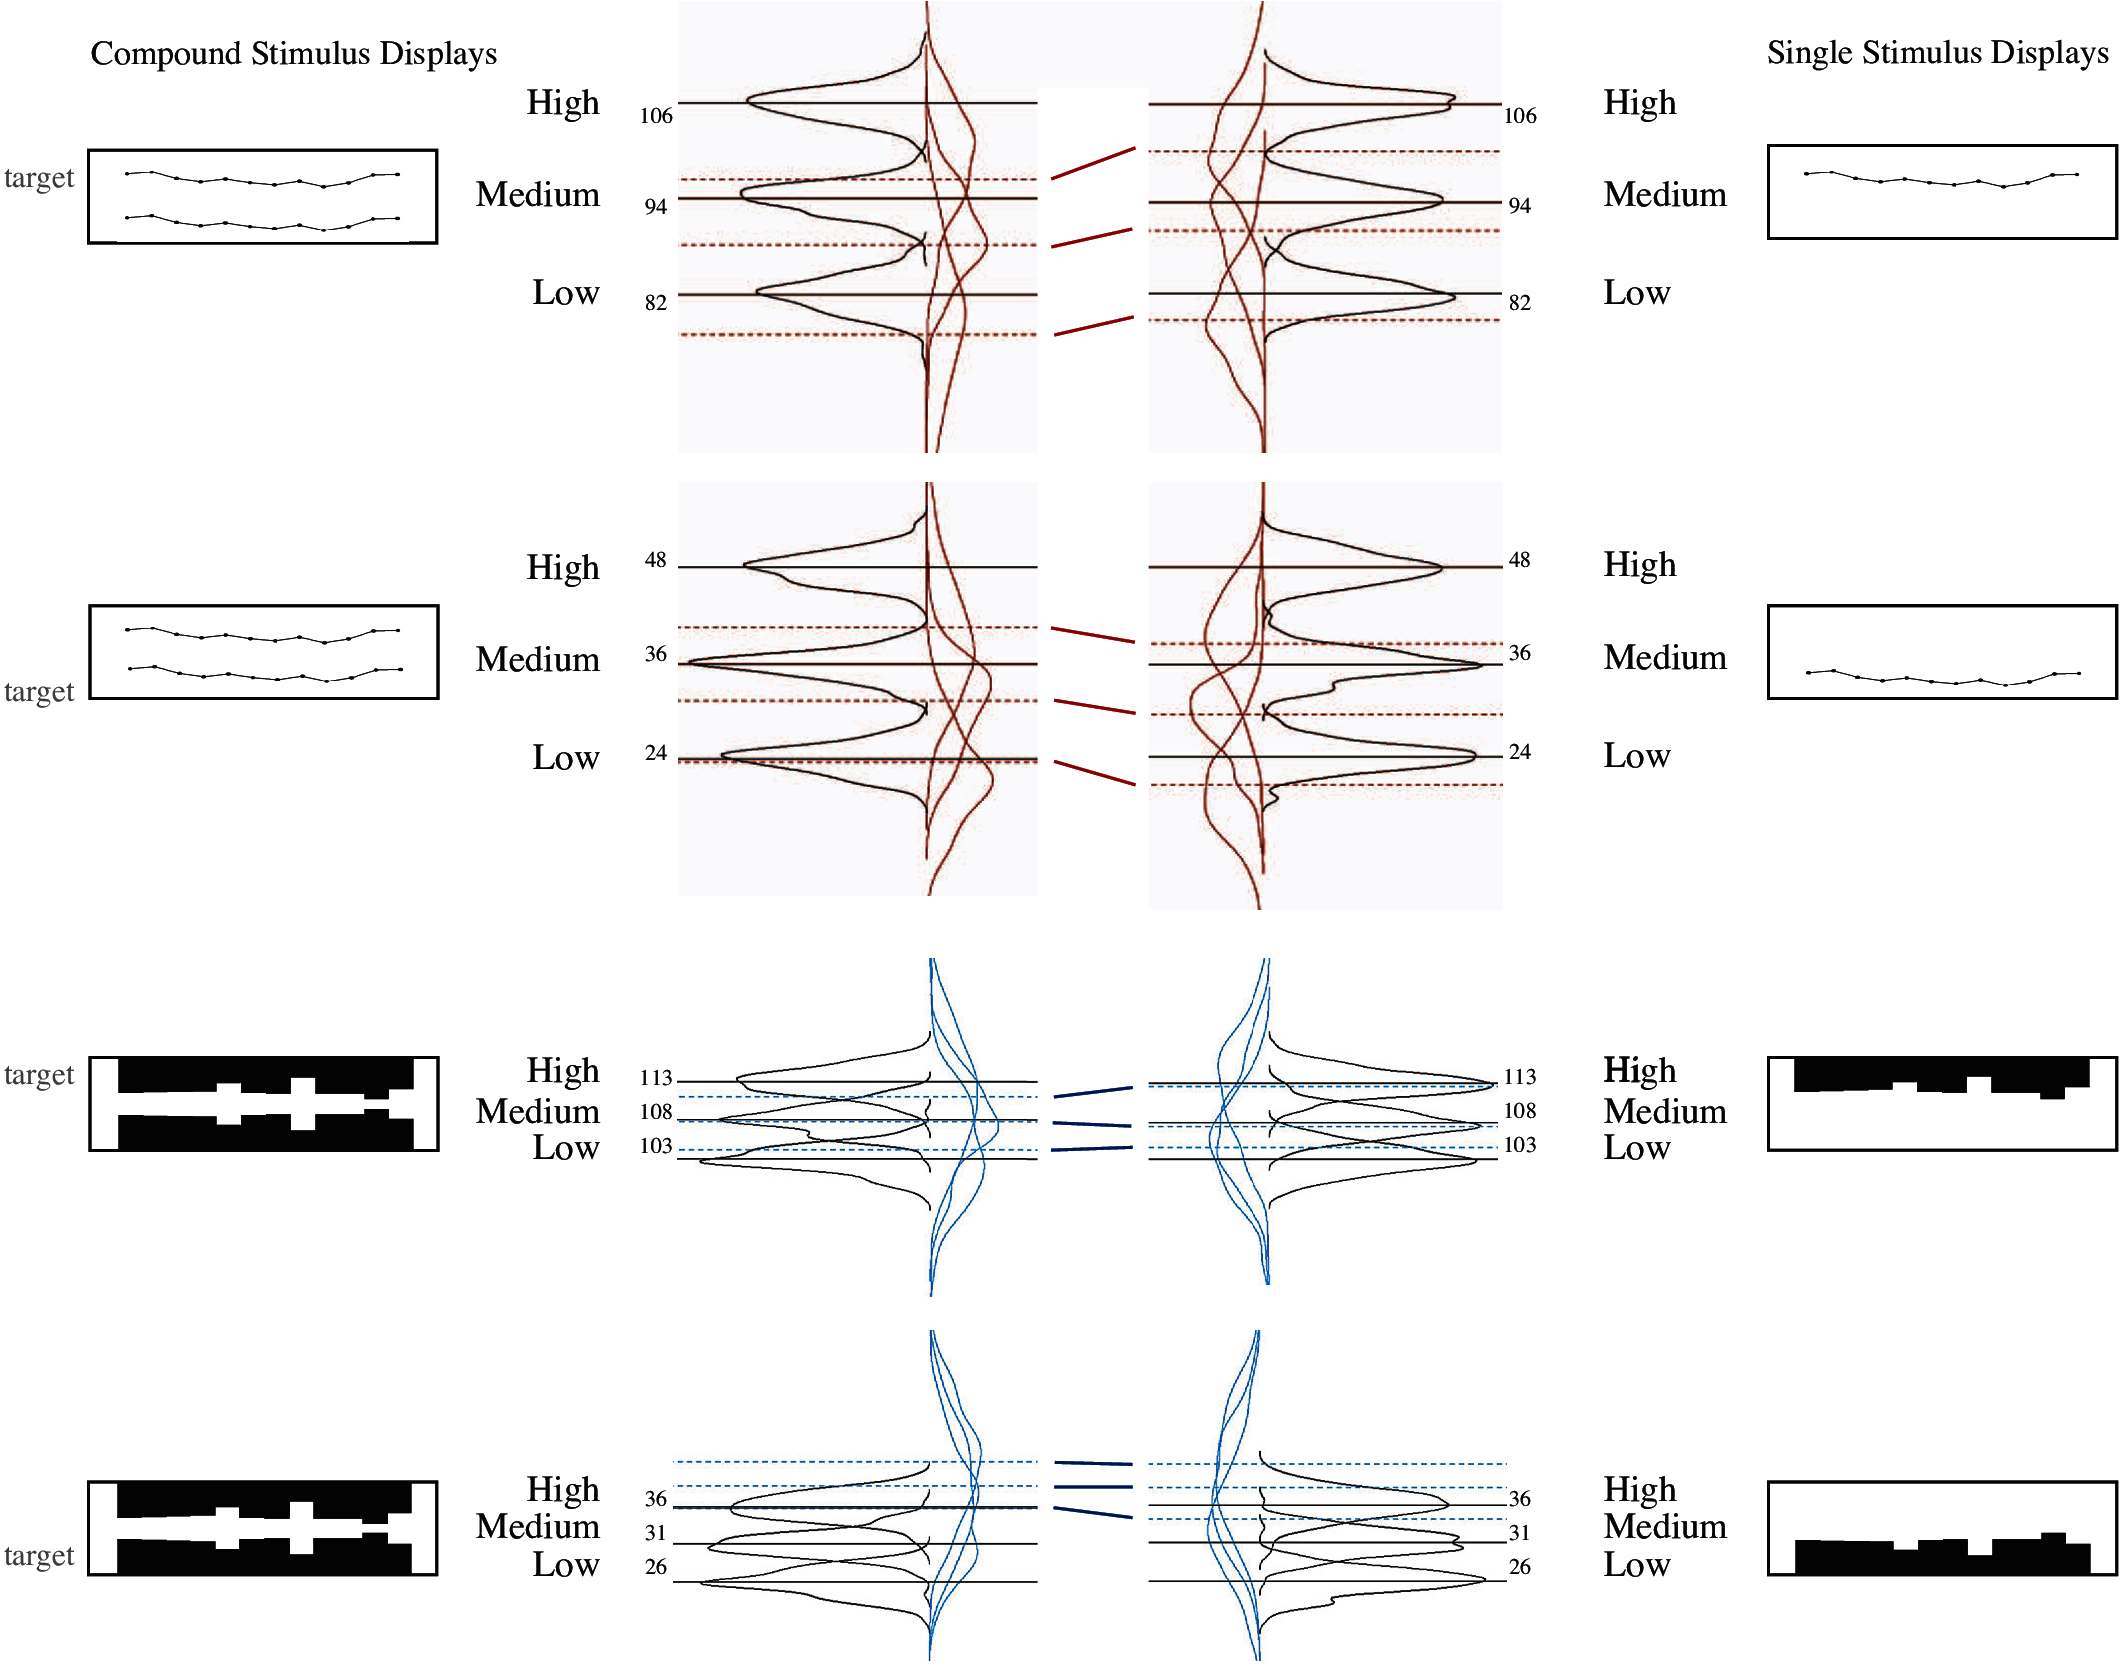 Compound Stimulus Displays
Single Stimulus Displays
High
106
106
High
target
Medium
94
94
Medium
Low
82
82
Low
High
48
48
High
Medium
36
36
Medium
target
Low
24
24
Low
target
High
113
113
High
Medium
108
108
Medium
Low
103
103
Low
High
36
36
High
Medium
31
31
Medium
target
Low
26
26
Low